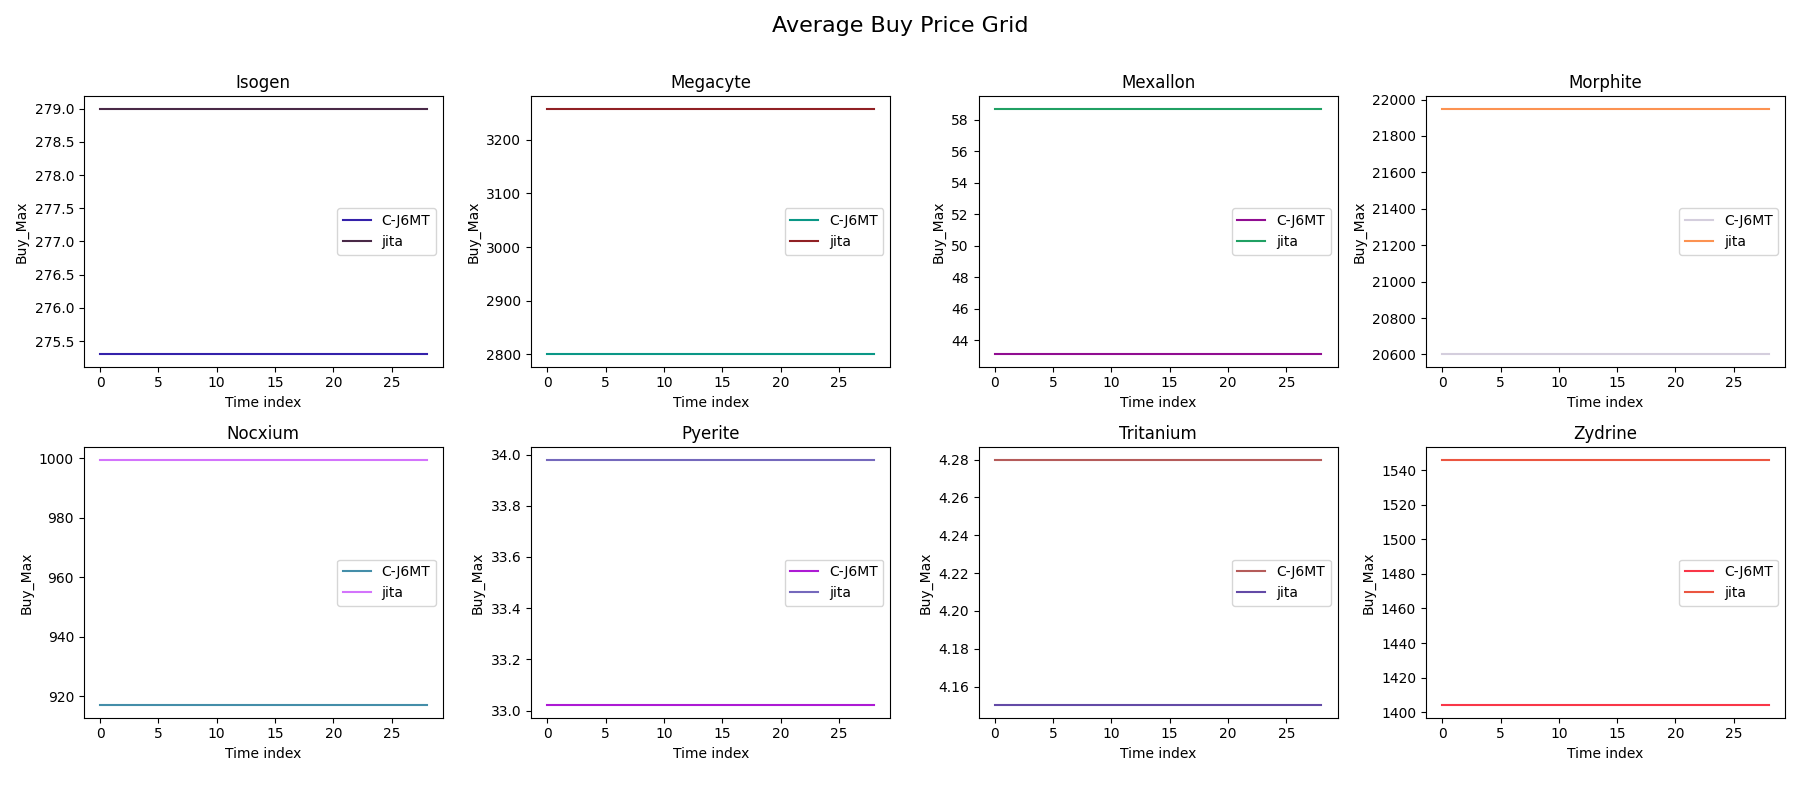 Average Buy Price Grid
Isogen
279.0
278.5
278.0
277.5
277.0
276.5
276.0
275.5
Buy_Max
C-J6MT
jita
0 5 10 15 20 25
Time index
Megacyte
3200
3100
3000
2900
2800
Buy_Max
C-J6MT
jita
0 5 10 15 20 25
Time index
Mexallon
58
56
54
52
50
48
46
44
Buy_Max
C-J6MT
jita
0 5 10 15 20 25
Time index
Morphite
22000
21800
21600
21400
21200
21000
20800
20600
Buy_Max
C-J6MT
jita
0 5 10 15 20 25
Time index
Nocxium
1000
980
960
940
920
Buy_Max
C-J6MT
jita
0 5 10 15 20 25
Time index
Pyerite
34.0
33.8
33.6
33.4
33.2
33.0
Buy_Max
C-J6MT
jita
0 5 10 15 20 25
Time index
Tritanium
4.28
4.26
4.24
4.22
4.20
4.18
4.16
Buy_Max
C-J6MT
jita
0 5 10 15 20 25
Time index
Zydrine
1540
1520
1500
1480
1460
1440
1420
1400
Buy_Max
C-J6MT
jita
0 5 10 15 20 25
Time index